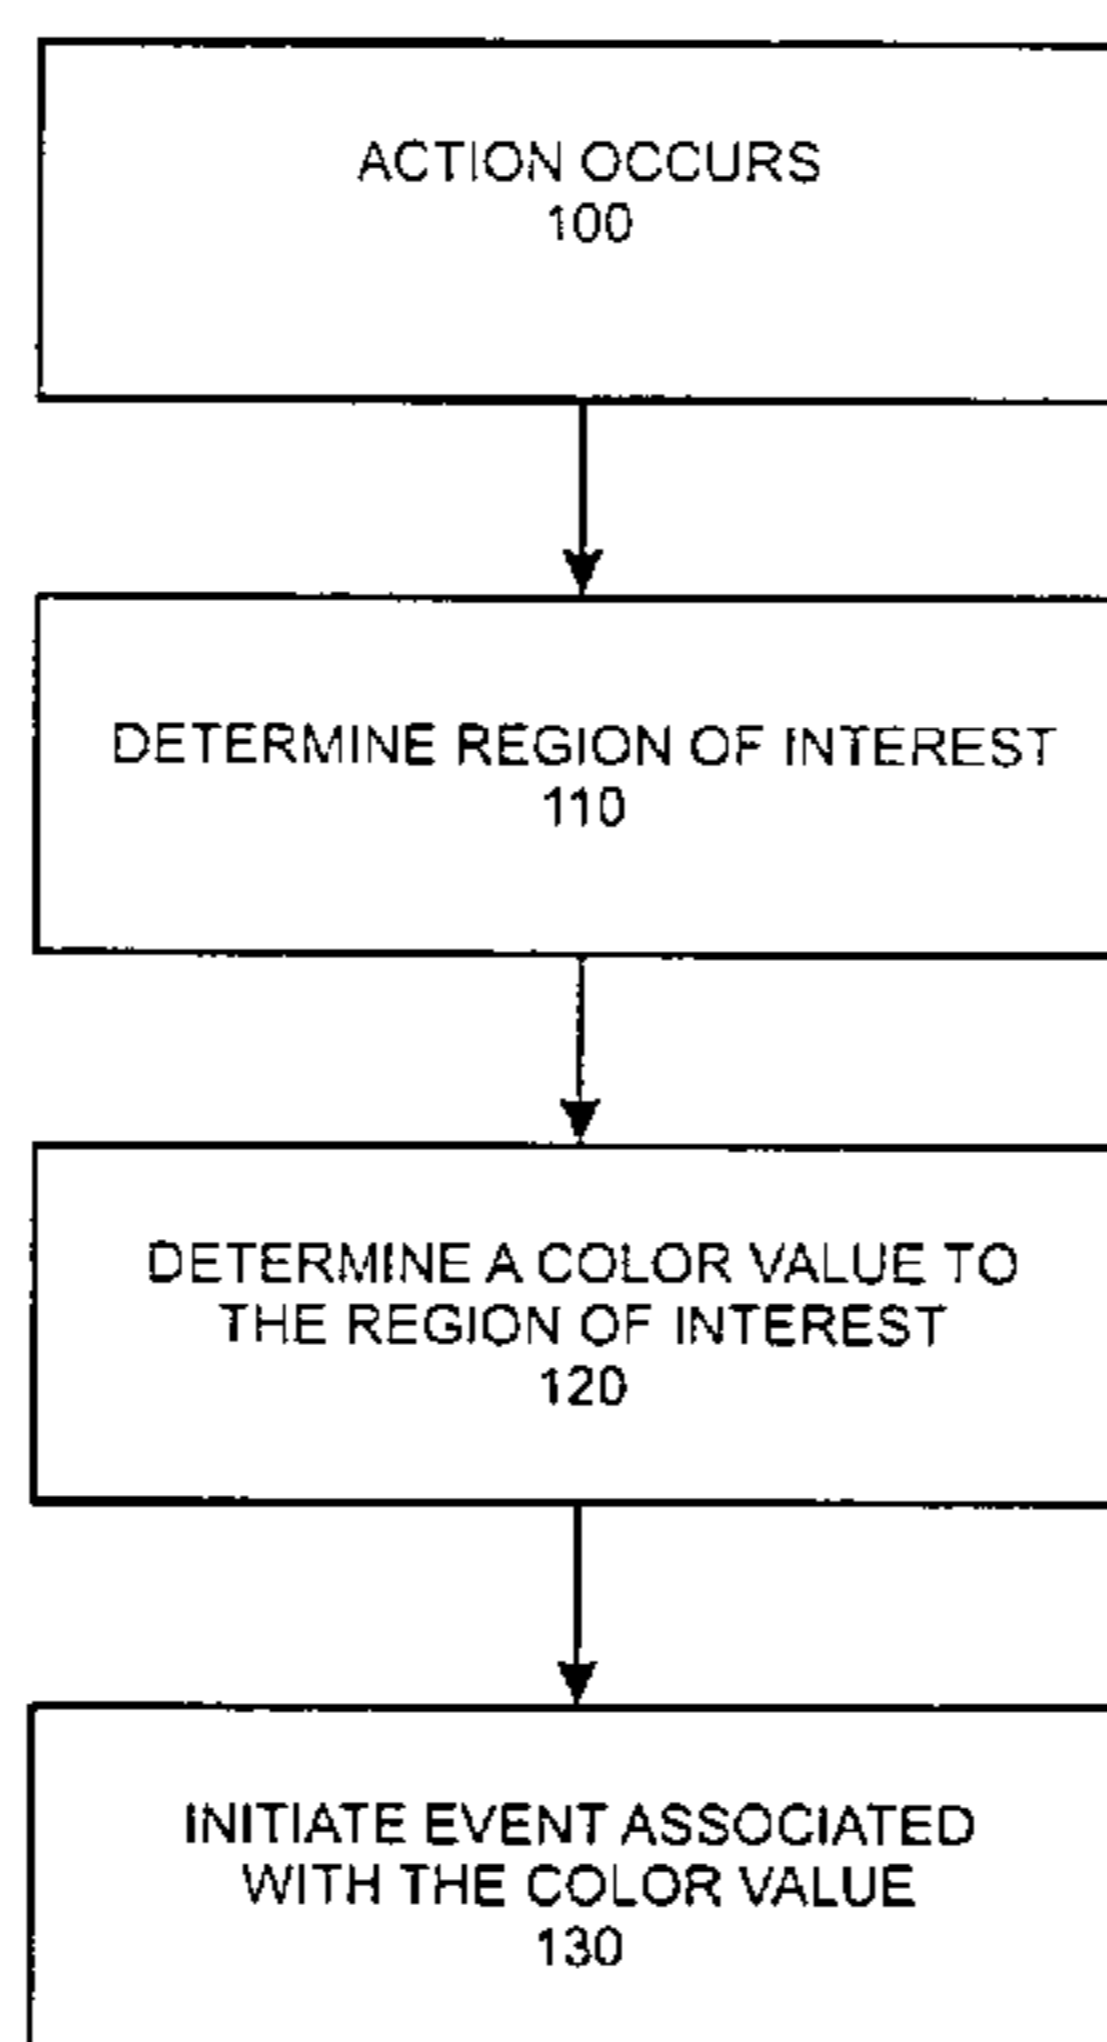 ACTION OCCURS
100
DETERMINE REGION OF INTEREST
110
DETERMINE A COLOR VALUE TO
THE REGION OF INTEREST
120
INITIATE EVENT ASSOCIATED
WITH THE COLOR VALUE
130